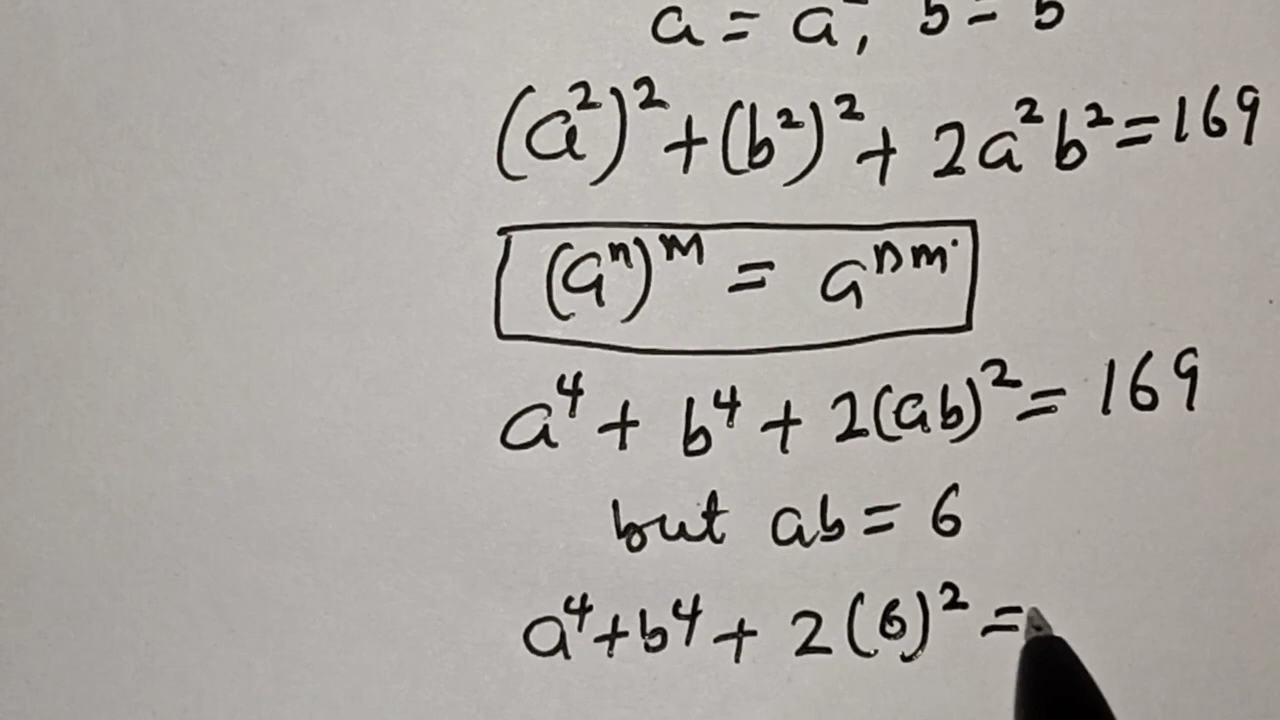 a = a², b = b
(a²)² + (b²)² + 2a²b² = 169
(aⁿ)ᵐ = aⁿᵐ
a⁴ + b⁴ + 2(ab)² = 169
but ab = 6
a⁴ + b⁴ + 2(6)² =